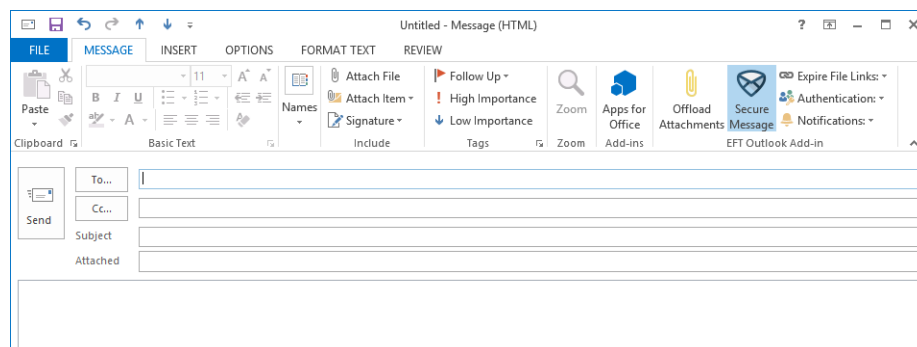 Untitled - Message (HTML)
?
FILE MESSAGE INSERT OPTIONS FORMAT TEXT REVIEW
Paste
Clipboard
11 A A
B I U
ab A
Basic Text
Names
Attach File
Attach Item
Signature
Include
Follow Up
! High Importance
Low Importance
Tags
Zoom
Zoom
Apps for
Office
Add-ins
Offload
Attachments
Secure
Message
Expire File Links:
Authentication:
Notifications:
EFT Outlook Add-in
Send
To...
Cc...
Subject
Attached